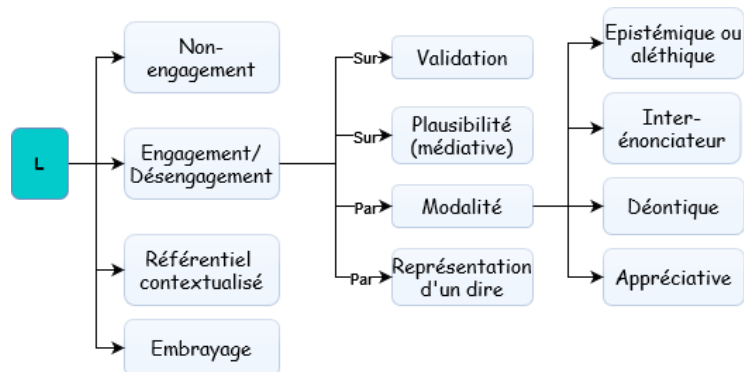 L
Non-
engagement
Engagement/
Désengagement
Référentiel
contextualisé
Embrayage
Sur
Validation
Sur
Plausibilité
(médiative)
Par
Modalité
Par
Représentation
d'un dire
Epistémique ou
aléthique
Inter-
énonciateur
Déontique
Appréciative